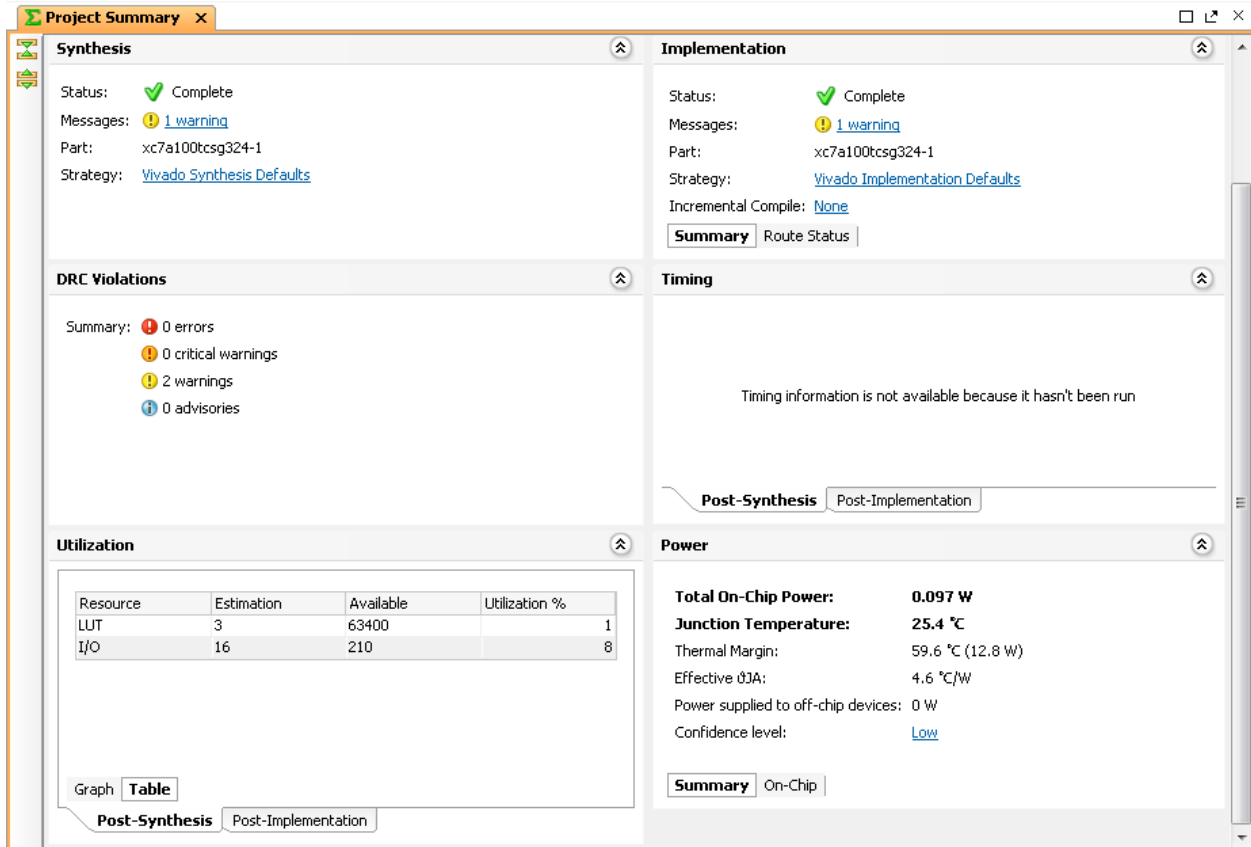 Project Summary
Synthesis
Status: Complete
Messages: 1 warning
Part: xc7a100tcsg324-1
Strategy: Vivado Synthesis Defaults
Implementation
Status: Complete
Messages: 1 warning
Part: xc7a100tcsg324-1
Strategy: Vivado Implementation Defaults
Incremental Compile: None
Summary Route Status
DRC Violations
Summary: 0 errors
0 critical warnings
2 warnings
0 advisories
Timing
Timing information is not available because it hasn't been run
Post-Synthesis Post-Implementation
Utilization
Resource Estimation Available Utilization %
LUT 3 63400 1
I/O 16 210 8
Graph Table
Post-Synthesis Post-Implementation
Power
Total On-Chip Power: 0.097 W
Junction Temperature: 25.4 °C
Thermal Margin: 59.6 °C (12.8 W)
Effective ϑJA: 4.6 °C/W
Power supplied to off-chip devices: 0 W
Confidence level: Low
Summary On-Chip